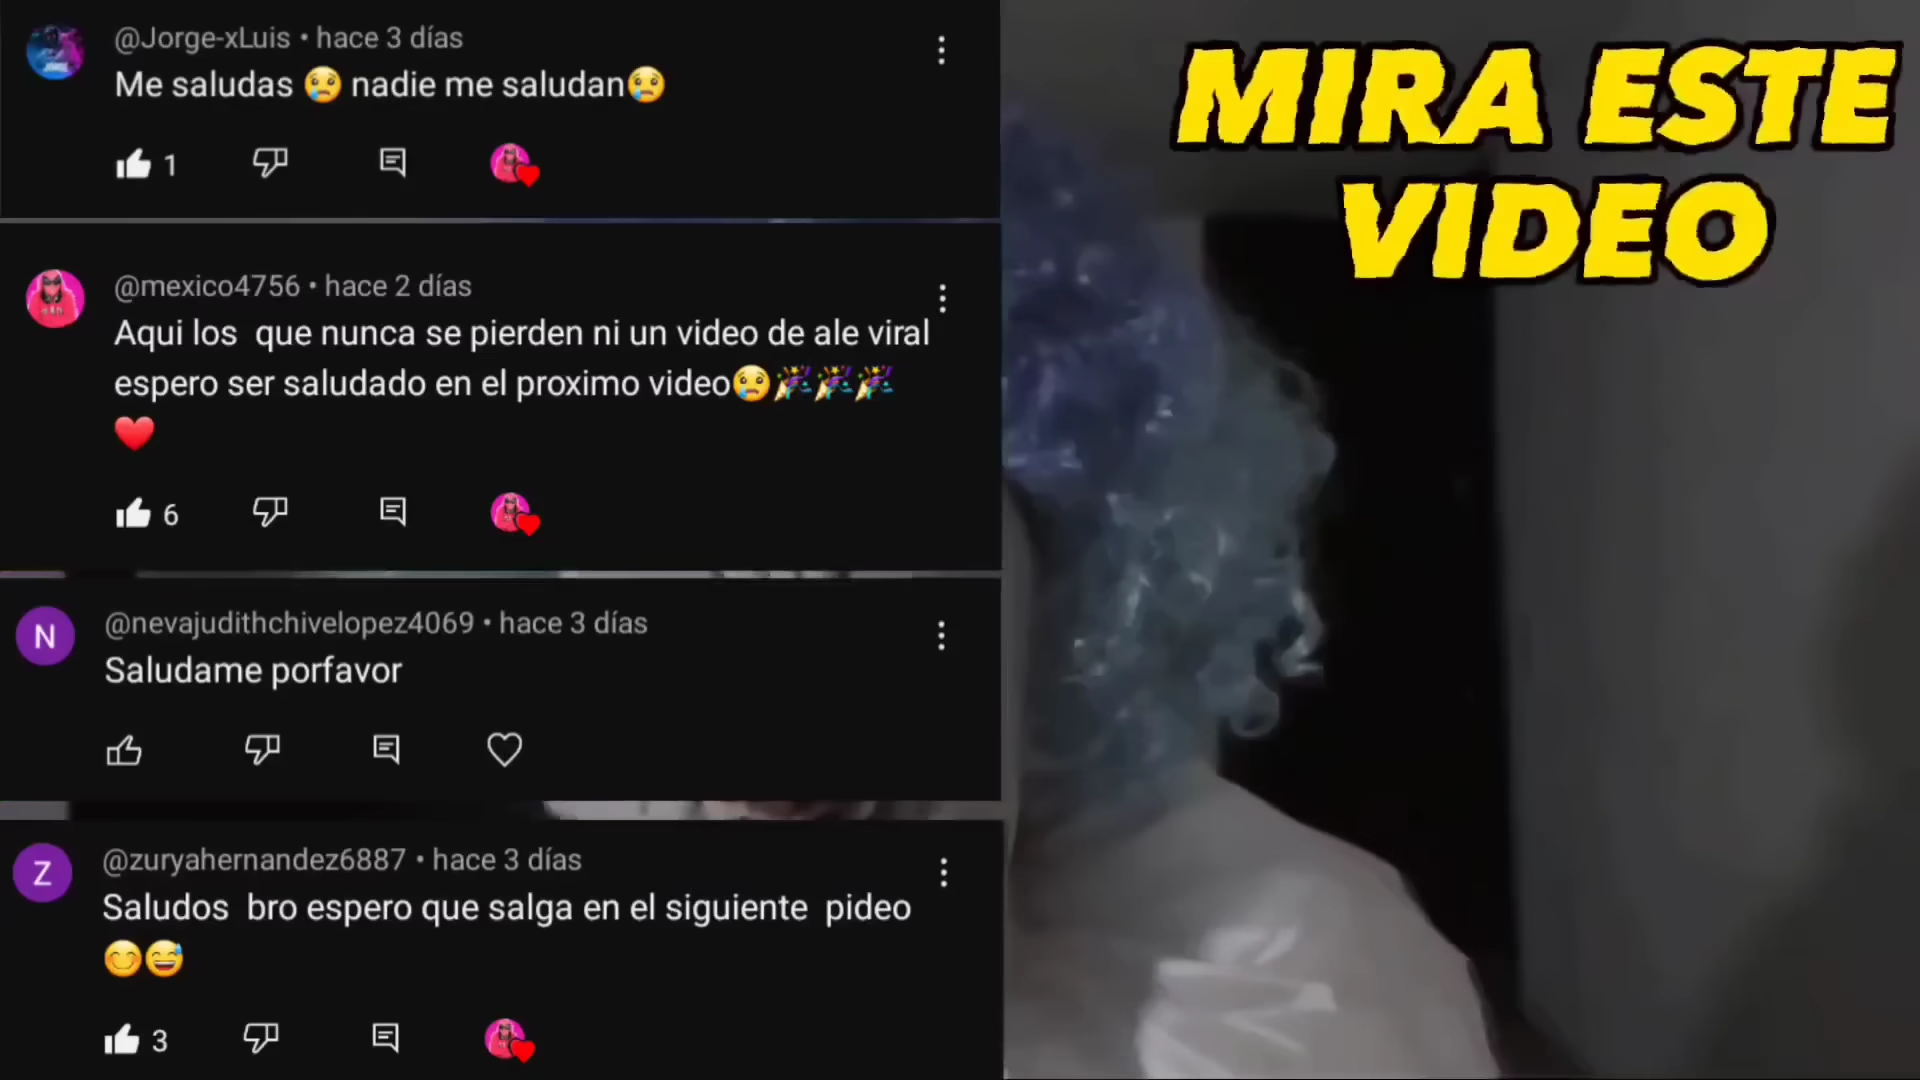 @Jorge-xLuis • hace 3 días
Me saludas 😢 nadie me saludan😢
1
@mexico4756 • hace 2 días
Aqui los que nunca se pierden ni un video de ale viral
espero ser saludado en el proximo video😢🎉🎉🎉
❤️
6
N
@nevajudithchivelopez4069 • hace 3 días
Saludame porfavor
Z
@zuryahernandez6887 • hace 3 días
Saludos bro espero que salga en el siguiente pideo
😊😅
3
MIRA ESTE
VIDEO